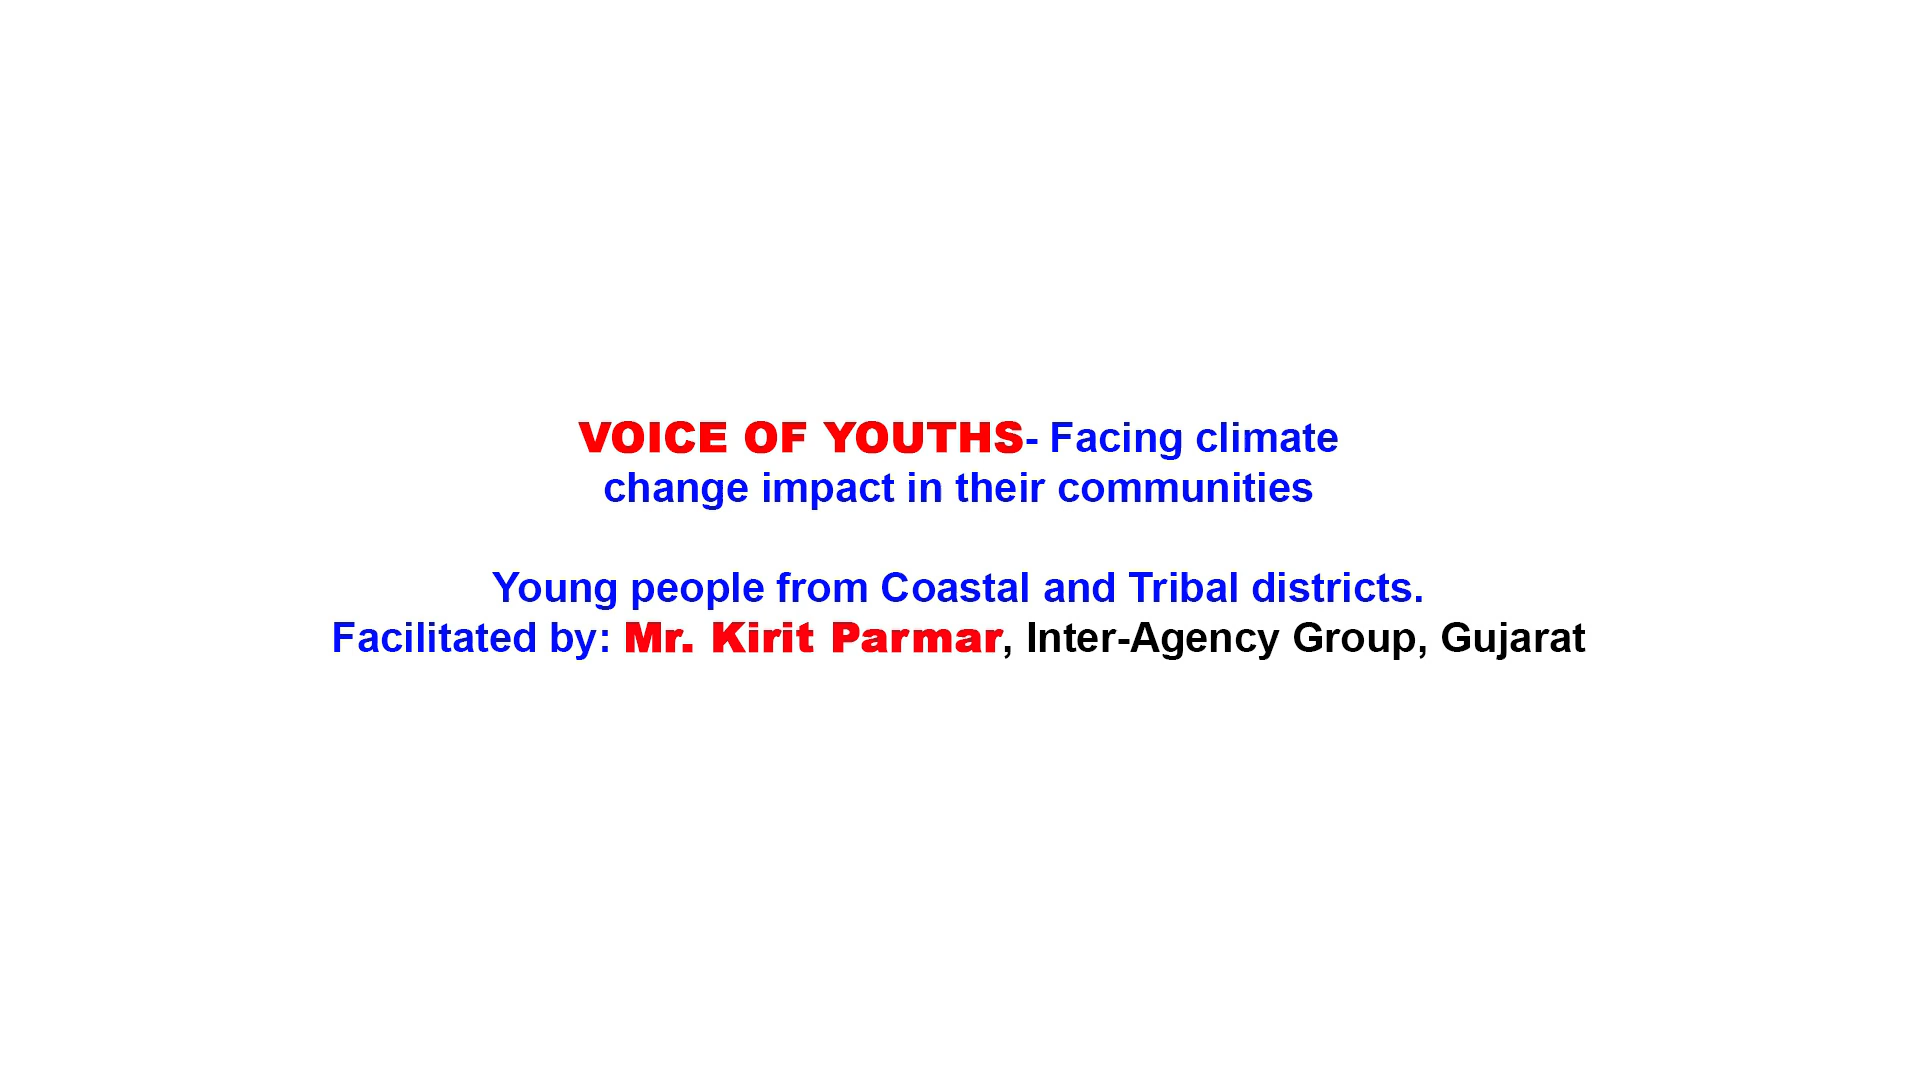 VOICE OF YOUTHS- Facing climate
change impact in their communities
Young people from Coastal and Tribal districts.
Facilitated by: Mr. Kirit Parmar, Inter-Agency Group, Gujarat